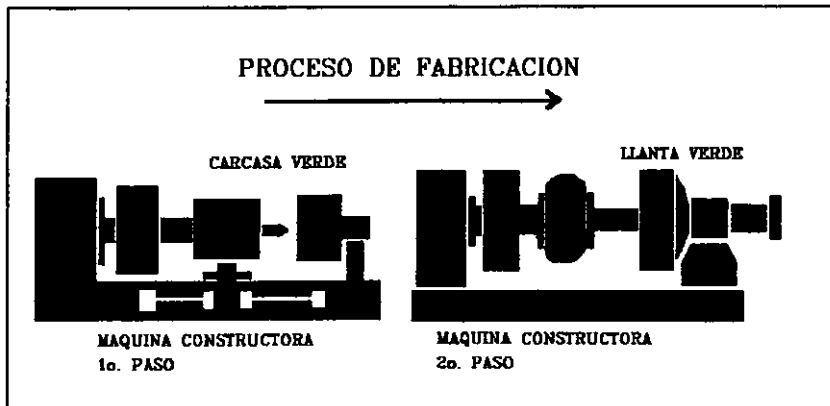 PROCESO DE FABRICACION
CARCASA VERDE
LLANTA VERDE
MAQUINA CONSTRUCTORA
1o. PASO
MAQUINA CONSTRUCTORA
2o. PASO